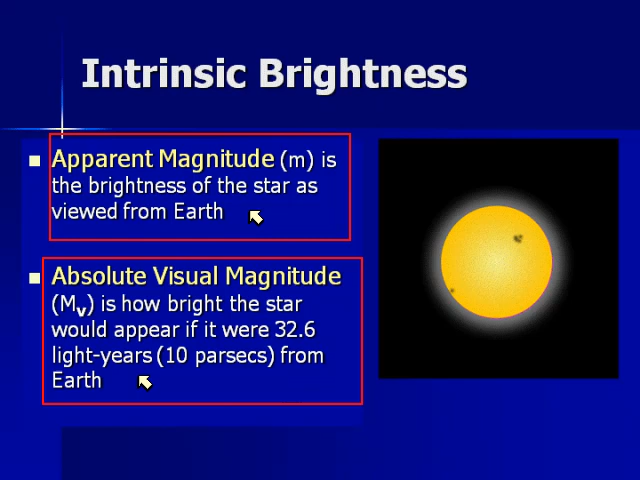 Intrinsic Brightness
Apparent Magnitude (m) is
the brightness of the star as
viewed from Earth
Absolute Visual Magnitude
(Mv) is how bright the star
would appear if it were 32.6
light-years (10 parsecs) from
Earth